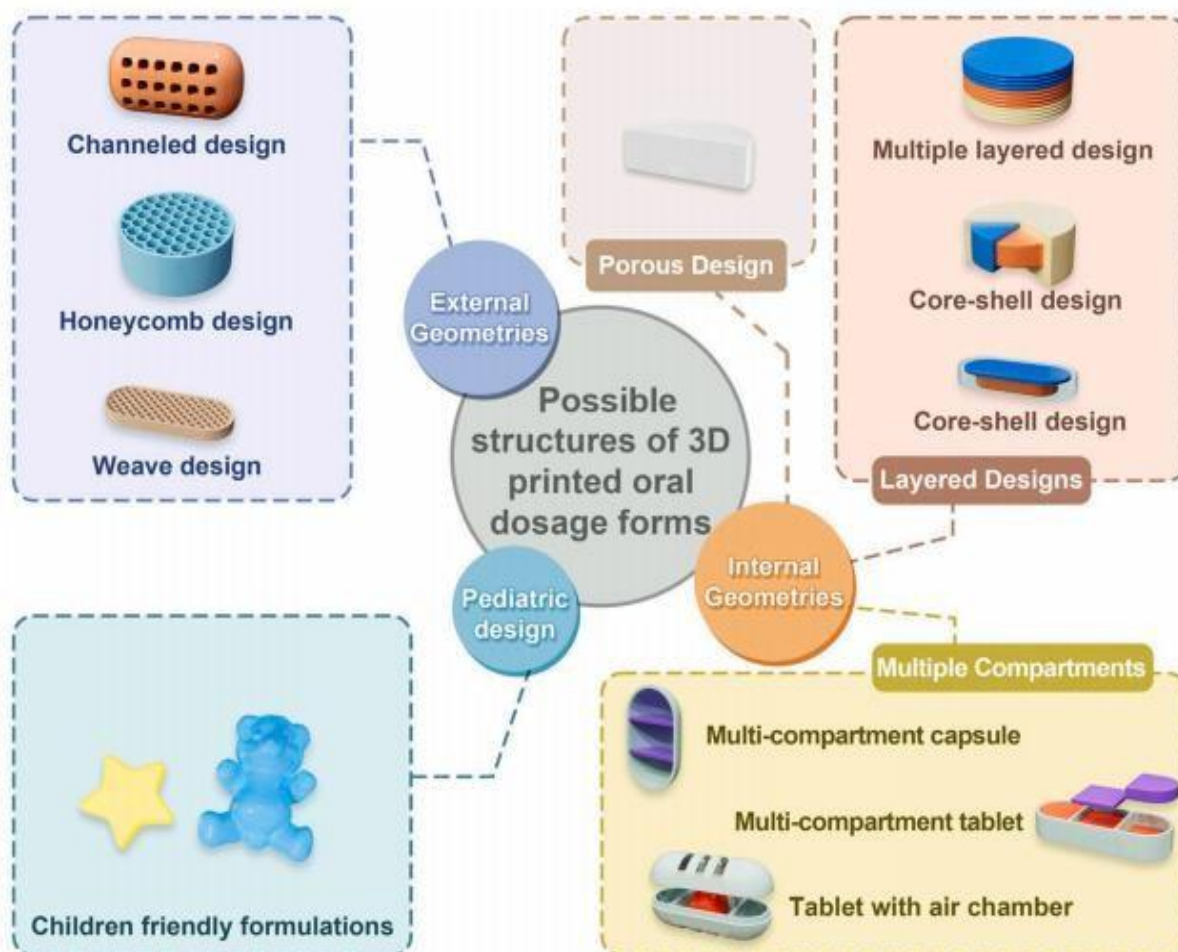 Channeled design
Honeycomb design
Weave design
External
Geometries
Porous Design
Multiple layered design
Core-shell design
Core-shell design
Layered Designs
Possible
structures of 3D
printed oral
dosage forms
Internal
Geometries
Pediatric
design
Children friendly formulations
Multiple Compartments
Multi-compartment capsule
Multi-compartment tablet
Tablet with air chamber